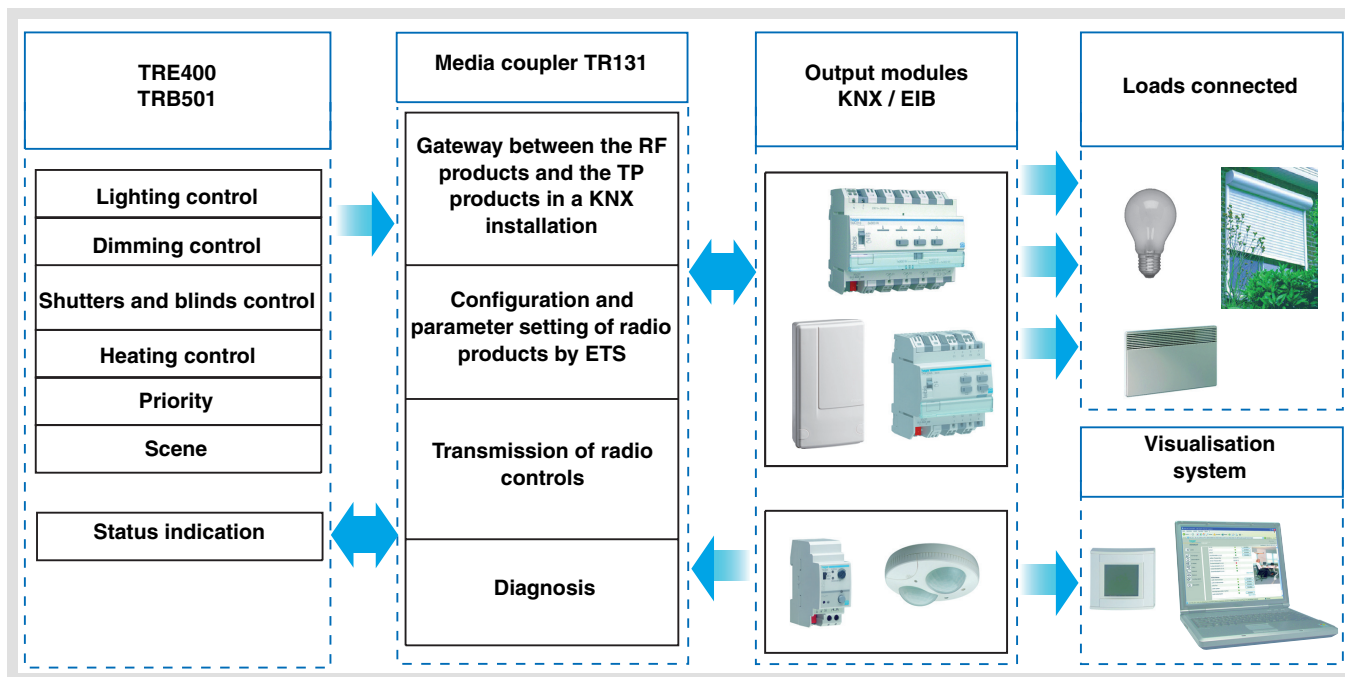 TRE400
TRB501
Lighting control
Dimming control
Shutters and blinds control
Heating control
Priority
Scene
Status indication
Media coupler TR131
Gateway between the RF
products and the TP
products in a KNX
installation
Configuration and
parameter setting of radio
products by ETS
Transmission of radio
controls
Diagnosis
Output modules
KNX / EIB
Loads connected
Visualisation
system